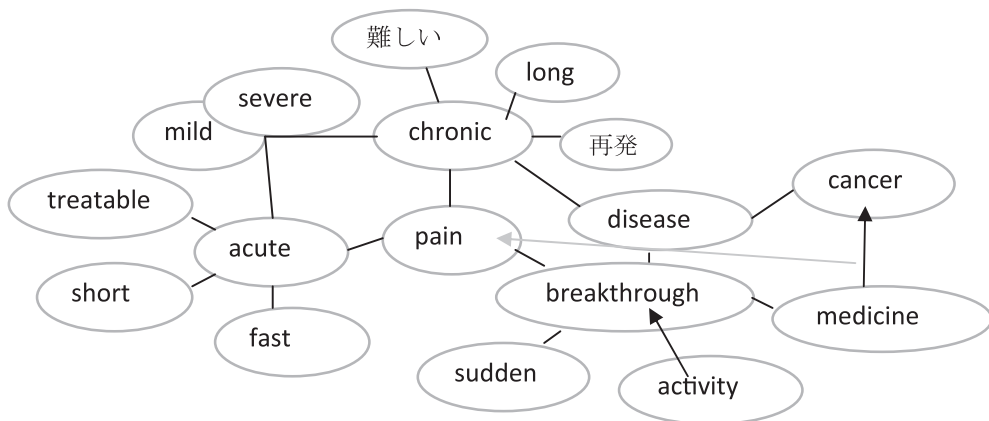 難しい
long
severe
mild
chronic
再発
cancer
treatable
disease
acute
pain
short
breakthrough
medicine
fast
sudden
activity